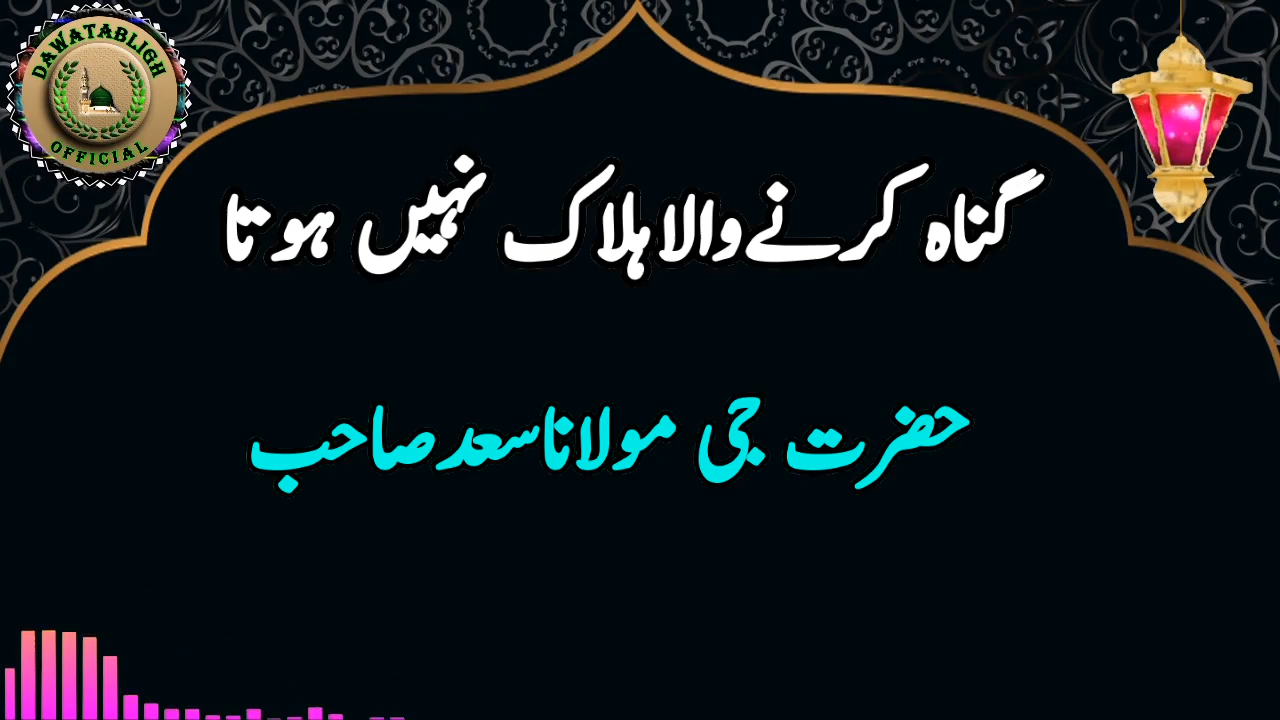 DAWATABLIGH
OFFICIAL
گناہ کرنے والا ہلاک نہیں ہوتا
حضرت جی مولانا سعد صاحب